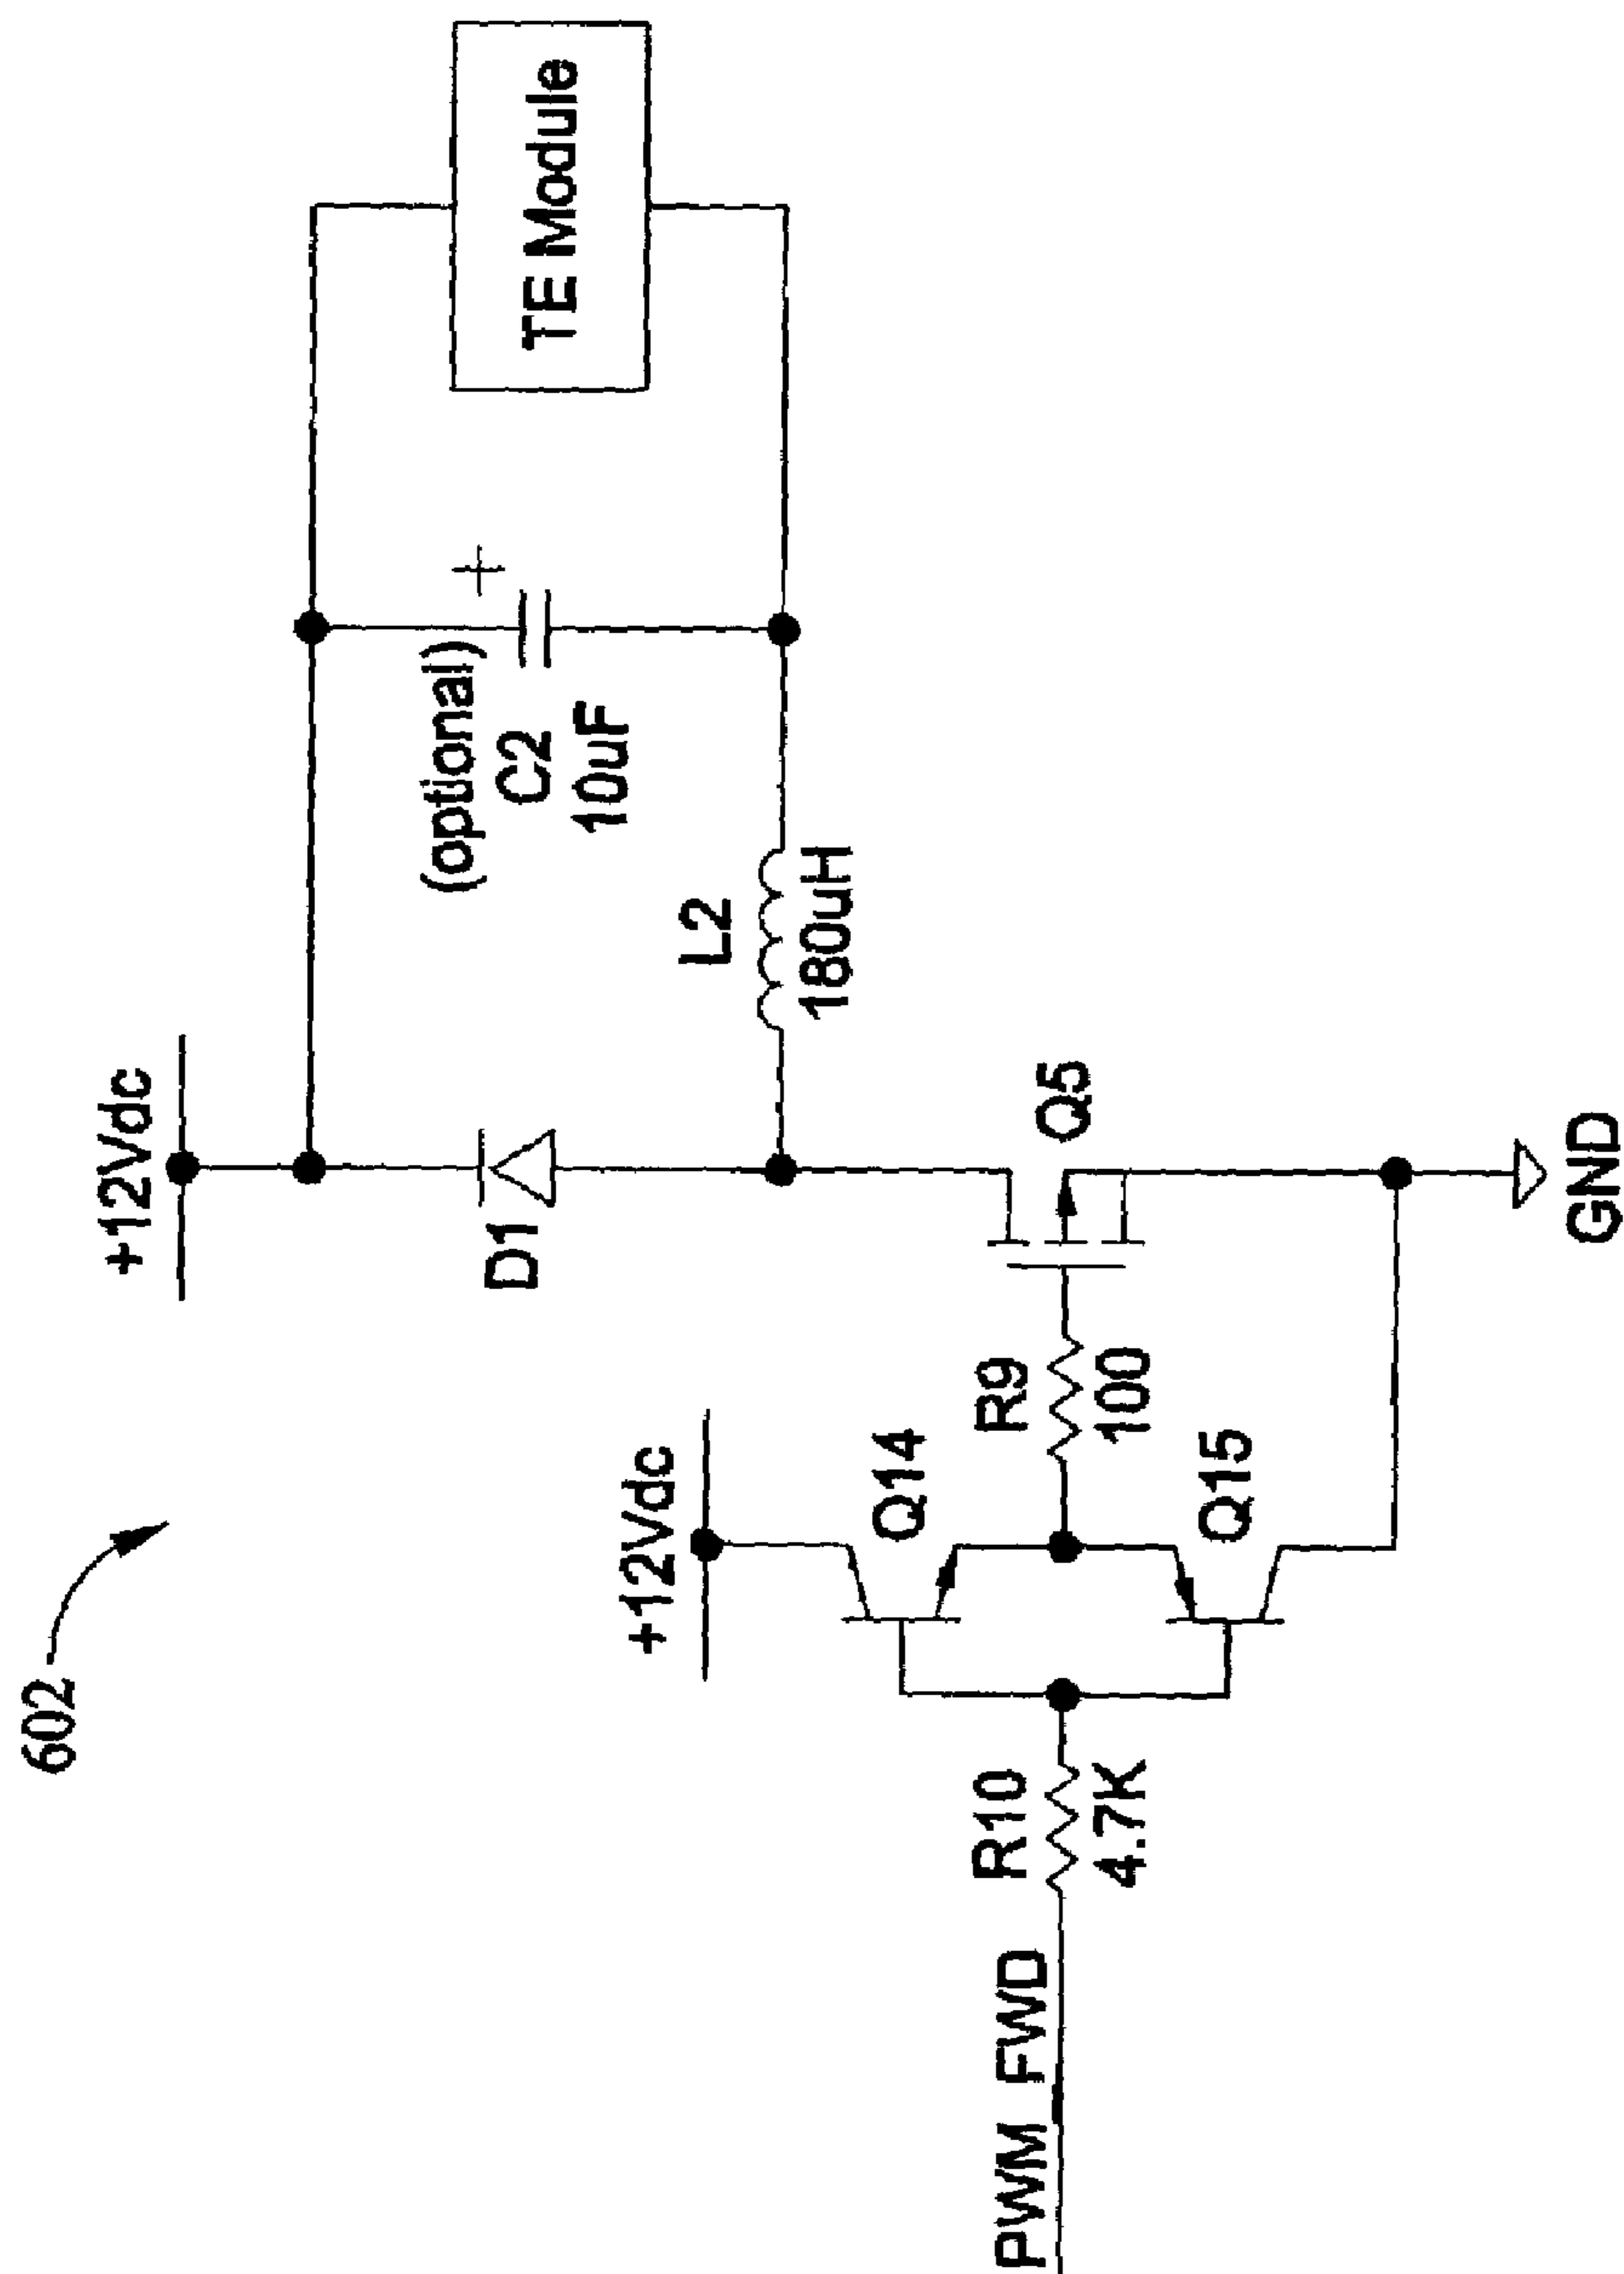 602
+12Vdc
TE Module
(optional)
C2
10uF
L2
180uH
D1
Q5
+12Vdc
Q14
R9
100
Q15
R10
4.7K
PWM_FWD
GND